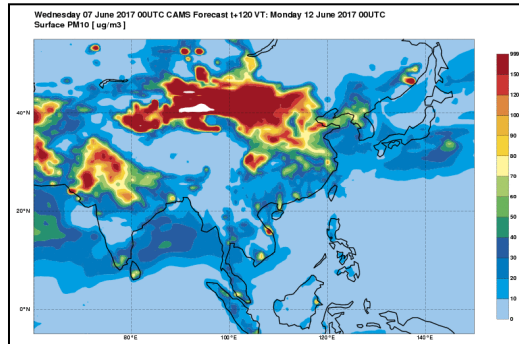 Wednesday 07 June 2017 00UTC CAMS Forecast t+120 VT: Monday 12 June 2017 00UTC
Surface PM10 [ ug/m3 ]
999
150
120
100
90
80
70
60
50
40
30
20
10
0
40°N
20°N
0°N
80°E 100°E 120°E 140°E